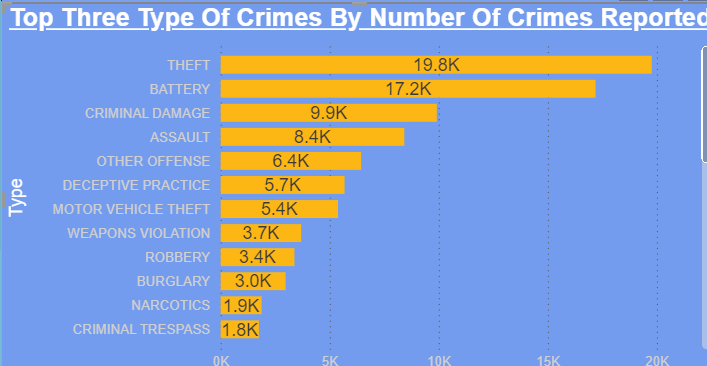 Top Three Type Of Crimes By Number Of Crimes Reported
Type
THEFT 19.8K
BATTERY 17.2K
CRIMINAL DAMAGE 9.9K
ASSAULT 8.4K
OTHER OFFENSE 6.4K
DECEPTIVE PRACTICE 5.7K
MOTOR VEHICLE THEFT 5.4K
WEAPONS VIOLATION 3.7K
ROBBERY 3.4K
BURGLARY 3.0K
NARCOTICS 1.9K
CRIMINAL TRESPASS 1.8K
0K 5K 10K 15K 20K